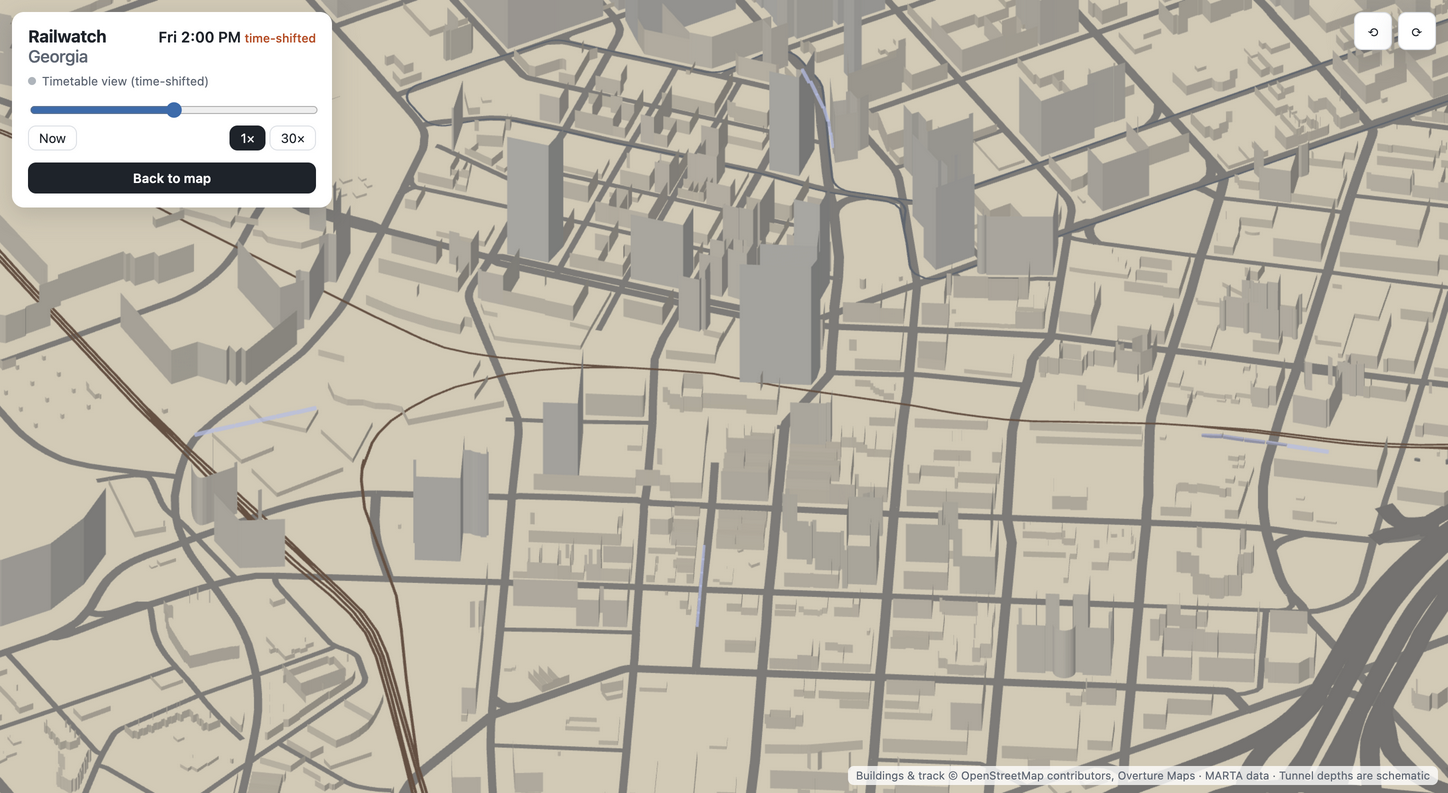 Railwatch
Fri 2:00 PM time-shifted
Georgia
Timetable view (time-shifted)
Now
1×
30×
Back to map
Buildings & track © OpenStreetMap contributors, Overture Maps · MARTA data · Tunnel depths are schematic